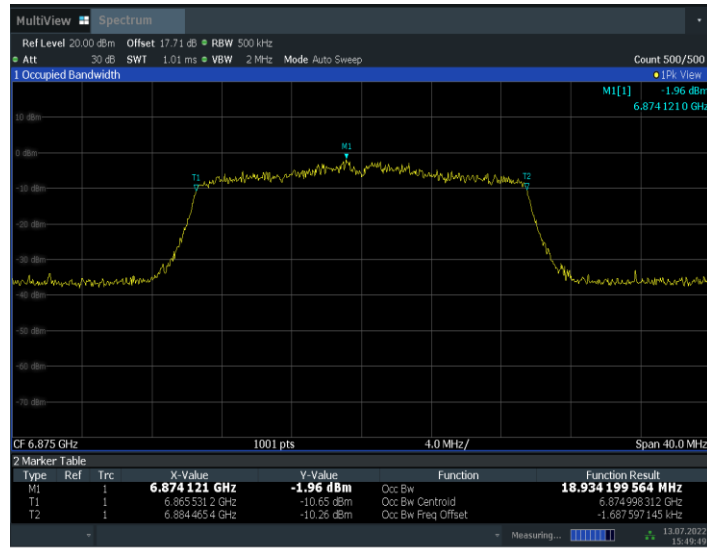 MultiView Spectrum
Ref Level 20.00 dBm Offset 17.71 dB RBW 500 kHz
Att 30 dB SWT 1.01 ms VBW 2 MHz Mode Auto Sweep Count 500/500
1 Occupied Bandwidth 1Pk View
M1[1] -1.96 dBm
6.874 121 0 GHz
10 dBm
0 dBm
M1
T1
T2
-10 dBm
-20 dBm
-30 dBm
-40 dBm
-50 dBm
-60 dBm
-70 dBm
CF 6.875 GHz 1001 pts 4.0 MHz/ Span 40.0 MHz
2 Marker Table
Type Ref Trc X-Value Y-Value Function Function Result
M1 1 6.874 121 GHz -1.96 dBm Occ Bw 18.934 199 564 MHz
T1 1 6.865 531 2 GHz -10.65 dBm Occ Bw Centroid 6.874 998 312 GHz
T2 1 6.884 465 4 GHz -10.26 dBm Occ Bw Freq Offset -1.687 597 145 kHz
Measuring... 13.07.2022
15:49:49